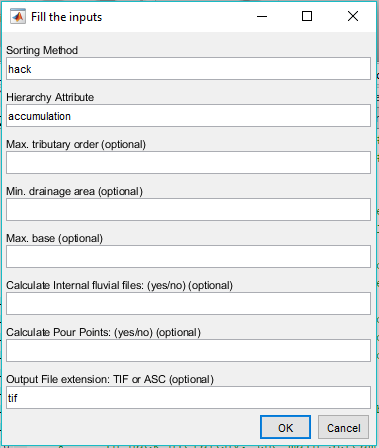 Fill the inputs
Sorting Method
hack
Hierarchy Attribute
accumulation
Max. tributary order (optional)
Min. drainage area (optional)
Max. base (optional)
Calculate Internal fluvial files: (yes/no) (optional)
Calculate Pour Points: (yes/no) (optional)
Output File extension: TIF or ASC (optional)
tif
OK Cancel